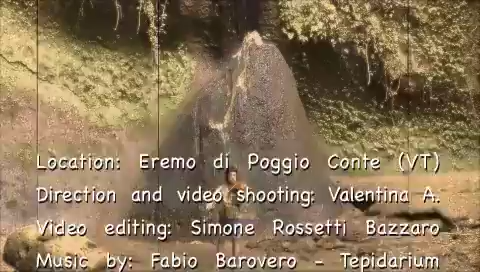 Location: Eremo di Poggio Conte (VT)
Direction and video shooting: Valentina A.
Video editing: Simone Rossetti Bazzaro
Music by: Fabio Barovero - Tepidarium